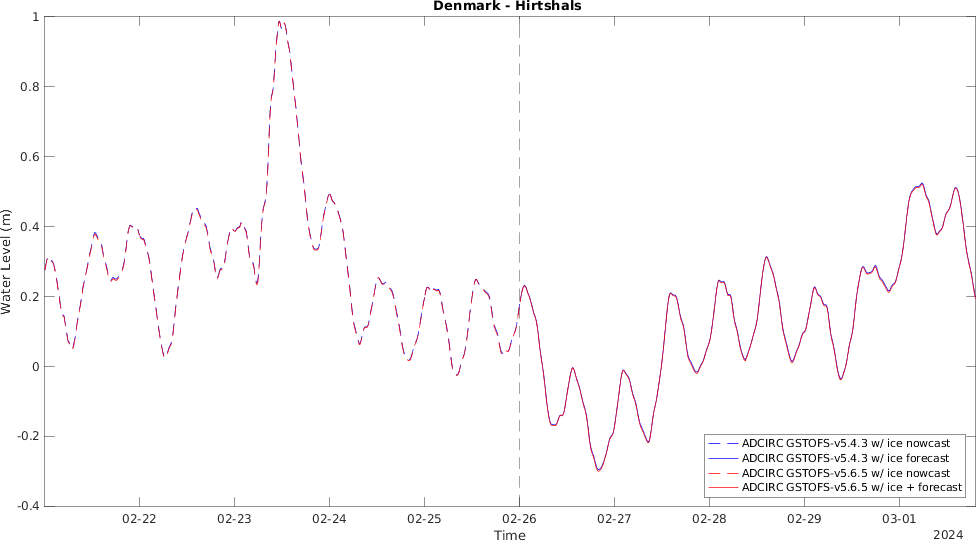 Denmark - Hirtshals
1
0.8
0.6
0.4
0.2
0
-0.2
-0.4
Water Level (m)
02-22
02-23
02-24
02-25
02-26
02-27
02-28
02-29
03-01
Time
2024
ADCIRC GSTOFS-v5.4.3 w/ ice nowcast
ADCIRC GSTOFS-v5.4.3 w/ ice forecast
ADCIRC GSTOFS-v5.6.5 w/ ice nowcast
ADCIRC GSTOFS-v5.6.5 w/ ice + forecast